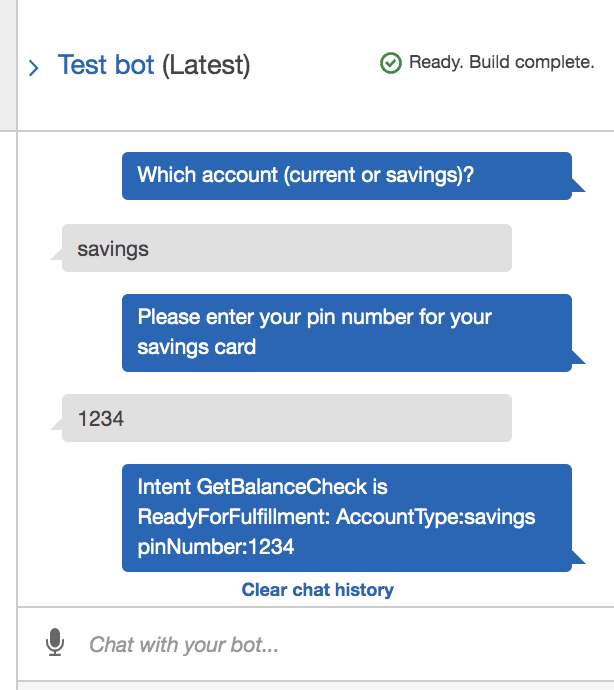 Test bot (Latest)
Ready. Build complete.
Which account (current or savings)?
savings
Please enter your pin number for your
savings card
1234
Intent GetBalanceCheck is
ReadyForFulfillment: AccountType:savings
pinNumber:1234
Clear chat history
Chat with your bot...